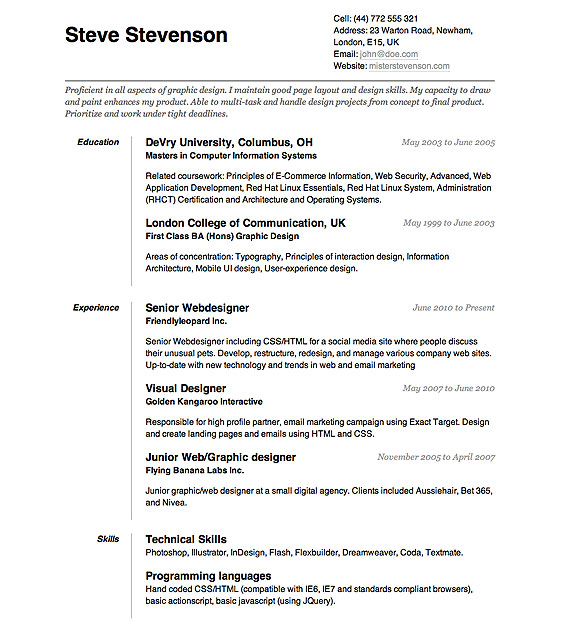 Steve Stevenson
Cell: (44) 772 555 321
Address: 23 Warton Road, Newham,
London, E15, UK
Email: john@doe.com
Website: misterstevenson.com
Proficient in all aspects of graphic design. I maintain good page layout and design skills. My capacity to draw
and paint enhances my product. Able to multi-task and handle design projects from concept to final product.
Prioritize and work under tight deadlines.
Education
DeVry University, Columbus, OH
May 2003 to June 2005
Masters in Computer Information Systems
Related coursework: Principles of E-Commerce Information, Web Security, Advanced, Web
Application Development, Red Hat Linux Essentials, Red Hat Linux System, Administration
(RHCT) Certification and Architecture and Operating Systems.
London College of Communication, UK
May 1999 to June 2003
First Class BA (Hons) Graphic Design
Areas of concentration: Typography, Principles of interaction design, Information
Architecture, Mobile UI design, User-experience design.
Experience
Senior Webdesigner
June 2010 to Present
Friendlyleopard Inc.
Senior Webdesigner including CSS/HTML for a social media site where people discuss
their unusual pets. Develop, restructure, redesign, and manage various company web sites.
Up-to-date with new technology and trends in web and email marketing
Visual Designer
May 2007 to June 2010
Golden Kangaroo Interactive
Responsible for high profile partner, email marketing campaign using Exact Target. Design
and create landing pages and emails using HTML and CSS.
Junior Web/Graphic designer
November 2005 to April 2007
Flying Banana Labs Inc.
Junior graphic/web designer at a small digital agency. Clients included Aussiehair, Bet 365,
and Nivea.
Skills
Technical Skills
Photoshop, Illustrator, InDesign, Flash, Flexbuilder, Dreamweaver, Coda, Textmate.
Programming languages
Hand coded CSS/HTML (compatible with IE6, IE7 and standards compliant browsers),
basic actionscript, basic javascript (using JQuery).